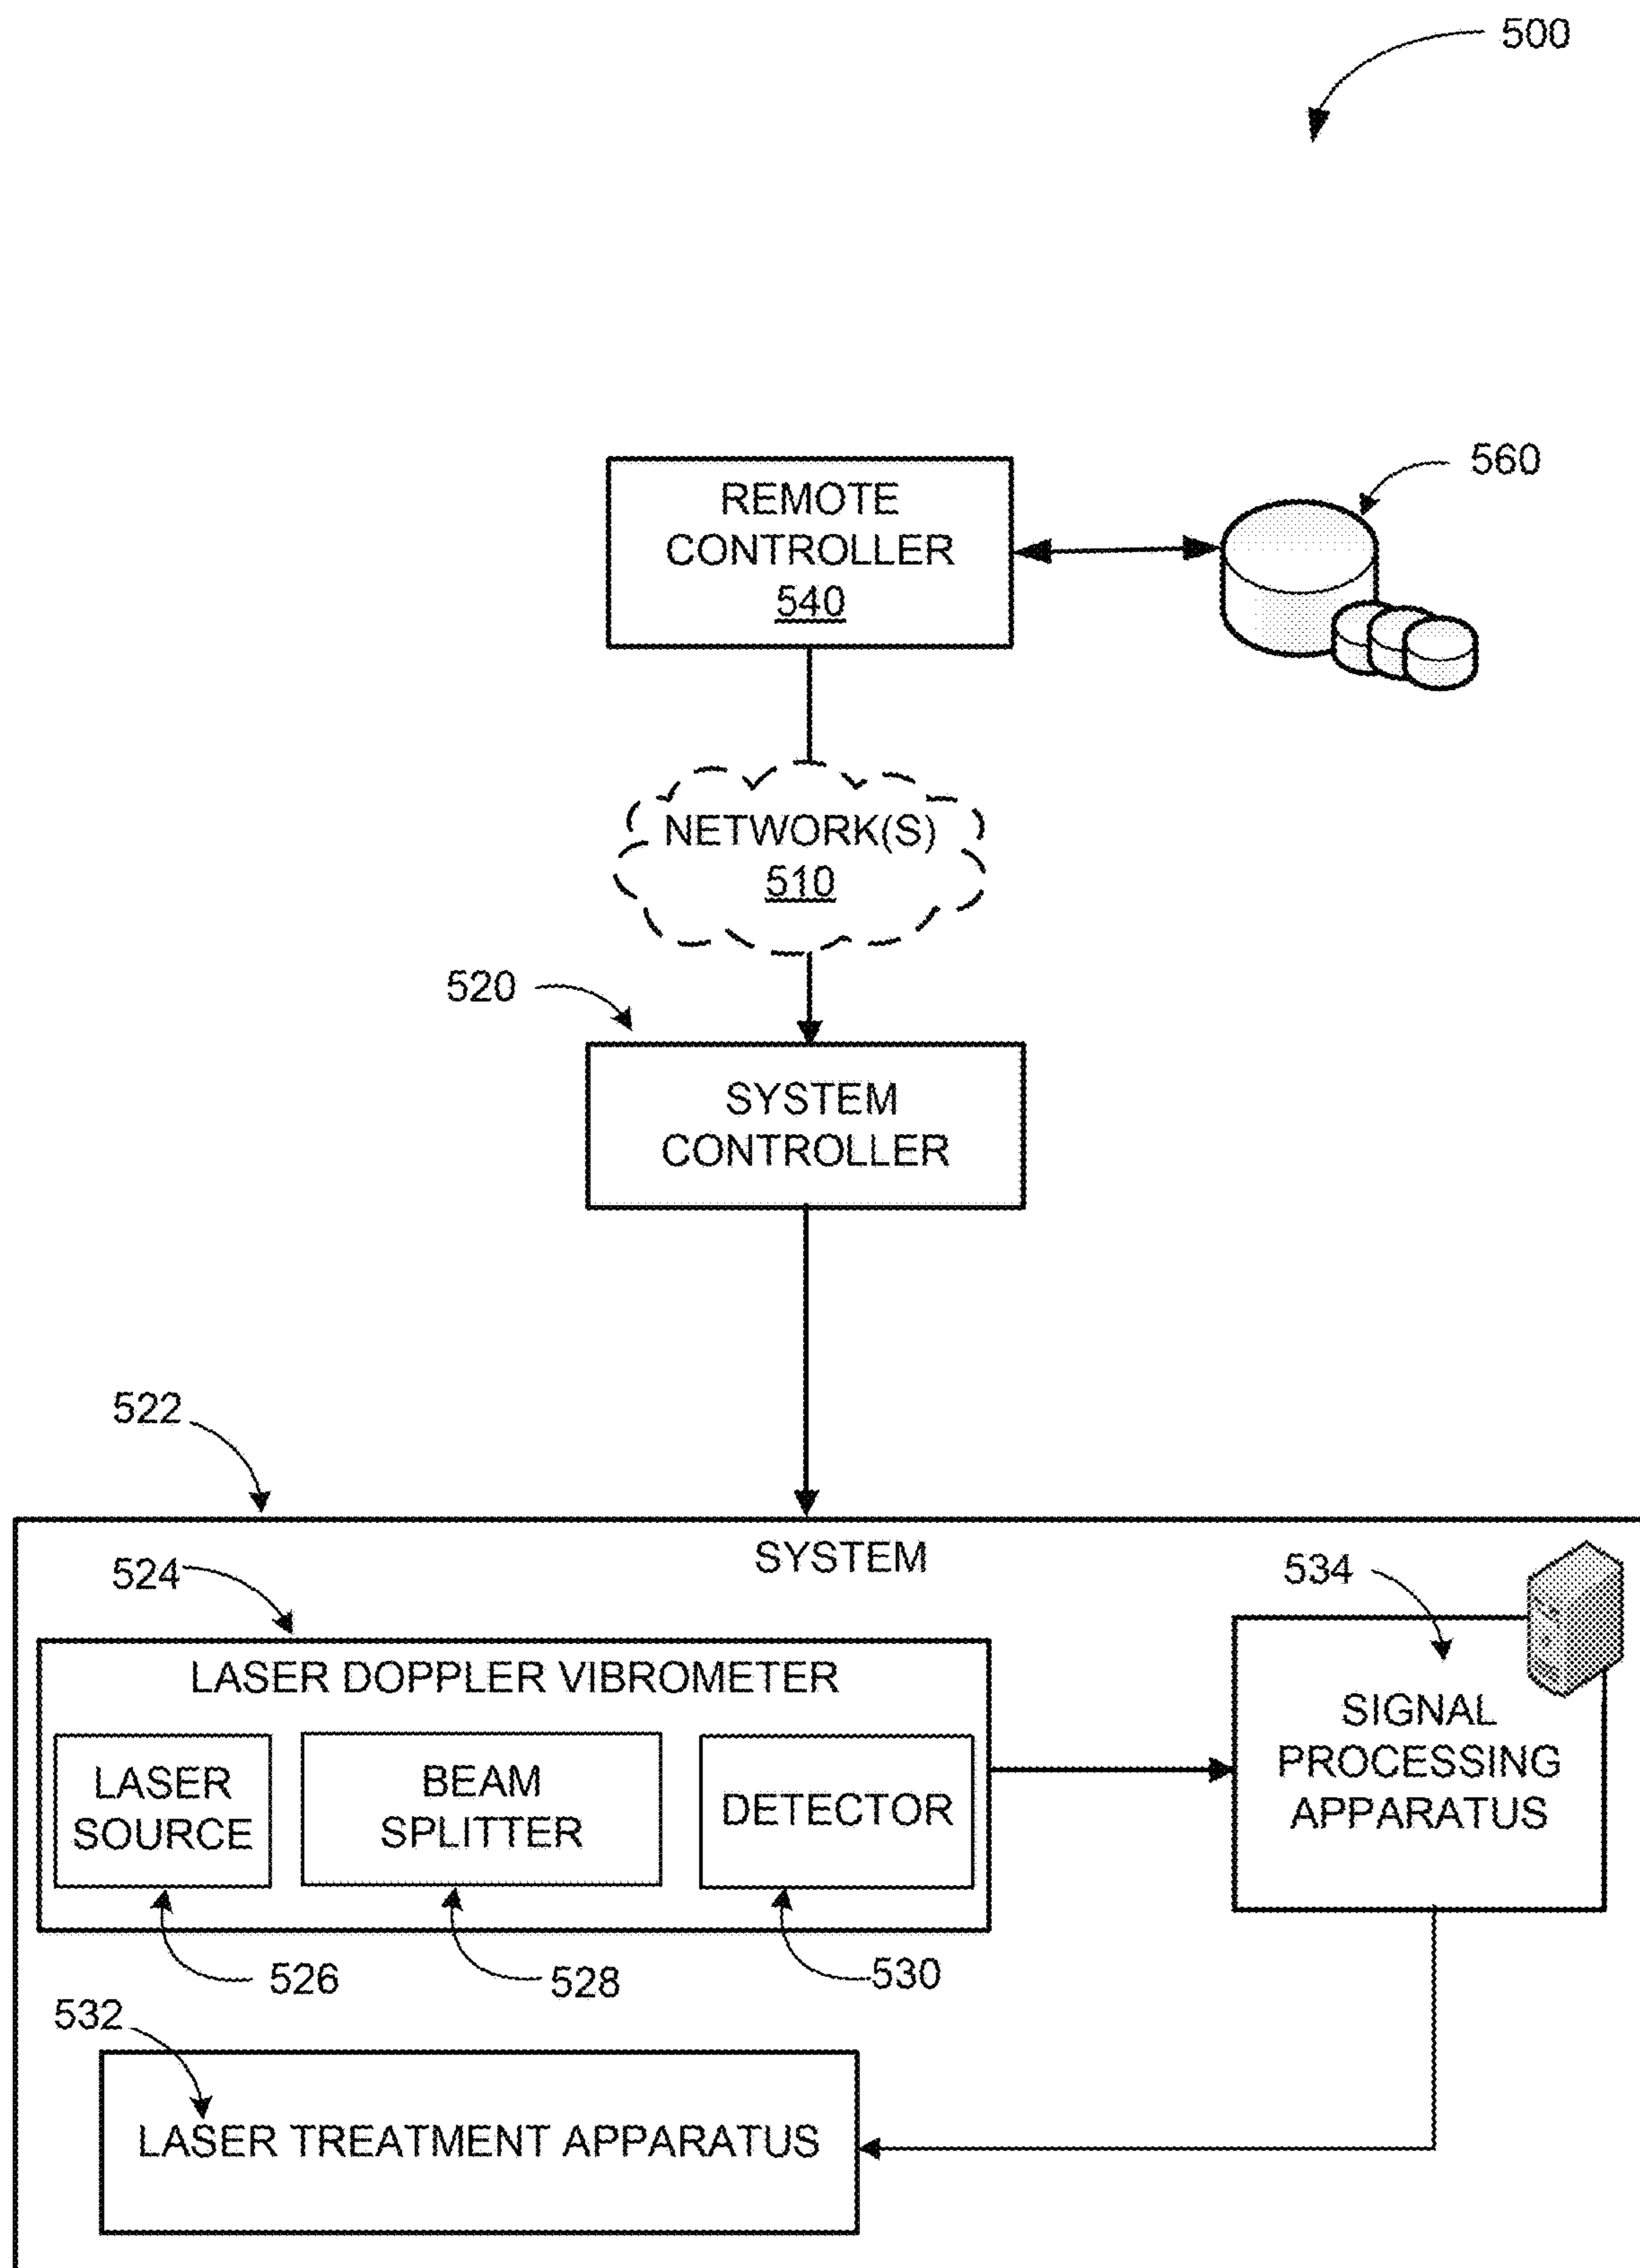 500
560
REMOTE
CONTROLLER
540
NETWORK(S)
510
520
SYSTEM
CONTROLLER
522
SYSTEM
524
534
LASER DOPPLER VIBROMETER
LASER
SOURCE
BEAM
SPLITTER
DETECTOR
SIGNAL
PROCESSING
APPARATUS
526
528
530
532
LASER TREATMENT APPARATUS